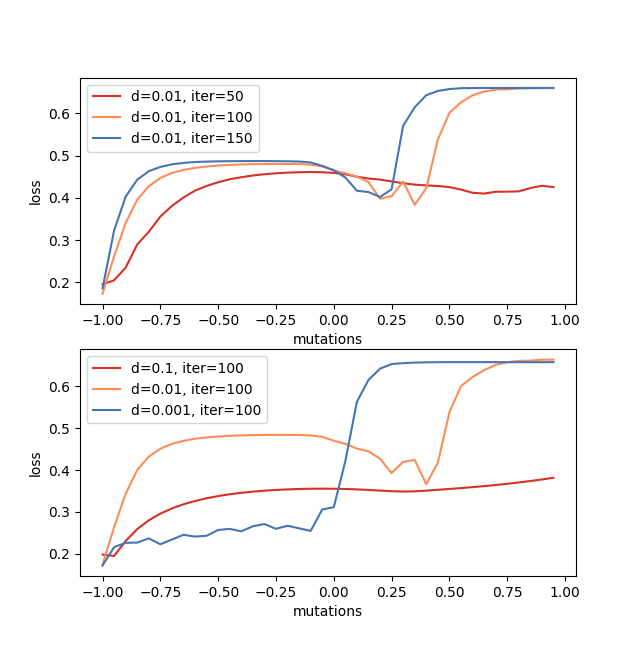 d=0.01, iter=50
d=0.01, iter=100
d=0.01, iter=150
loss
0.6
0.5
0.4
0.3
0.2
−1.00 −0.75 −0.50 −0.25 0.00 0.25 0.50 0.75 1.00
mutations
d=0.1, iter=100
d=0.01, iter=100
d=0.001, iter=100
loss
0.6
0.5
0.4
0.3
0.2
−1.00 −0.75 −0.50 −0.25 0.00 0.25 0.50 0.75 1.00
mutations